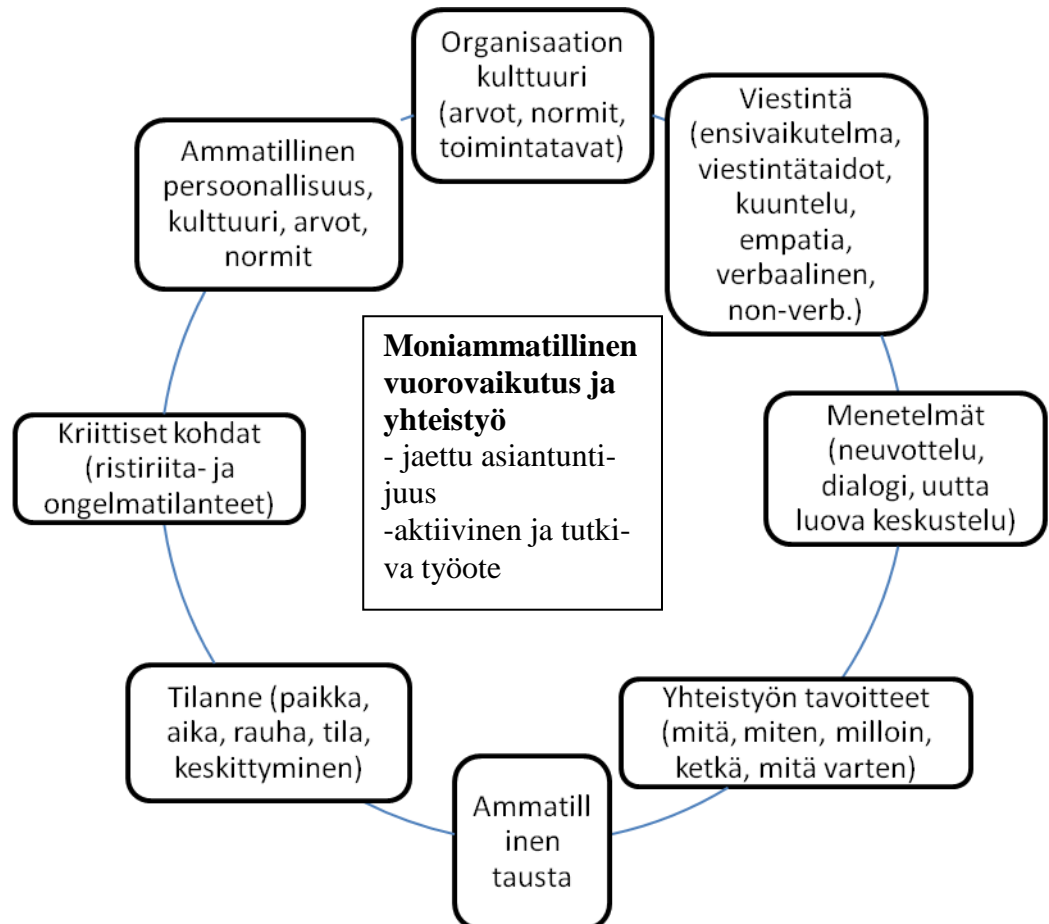 Organisaation
kulttuuri
(arvot, normit,
toimintatavat)
Viestintä
(ensivaikutelma,
viestintätaidot,
kuuntelu,
empatia,
verbaalinen,
non-verb.)
Menetelmät
(neuvottelu,
dialogi, uutta
luova keskustelu)
Yhteistyön tavoitteet
(mitä, miten, milloin,
ketkä, mitä varten)
Ammatill
inen
tausta
Tilanne (paikka,
aika, rauha, tila,
keskittyminen)
Kriittiset kohdat
(ristiriita- ja
ongelmatilanteet)
Ammatillinen
persoonallisuus,
kulttuuri, arvot,
normit
Moniammatillinen
vuorovaikutus ja
yhteistyö
- jaettu asiantunti-
juus
-aktiivinen ja tutki-
va työote